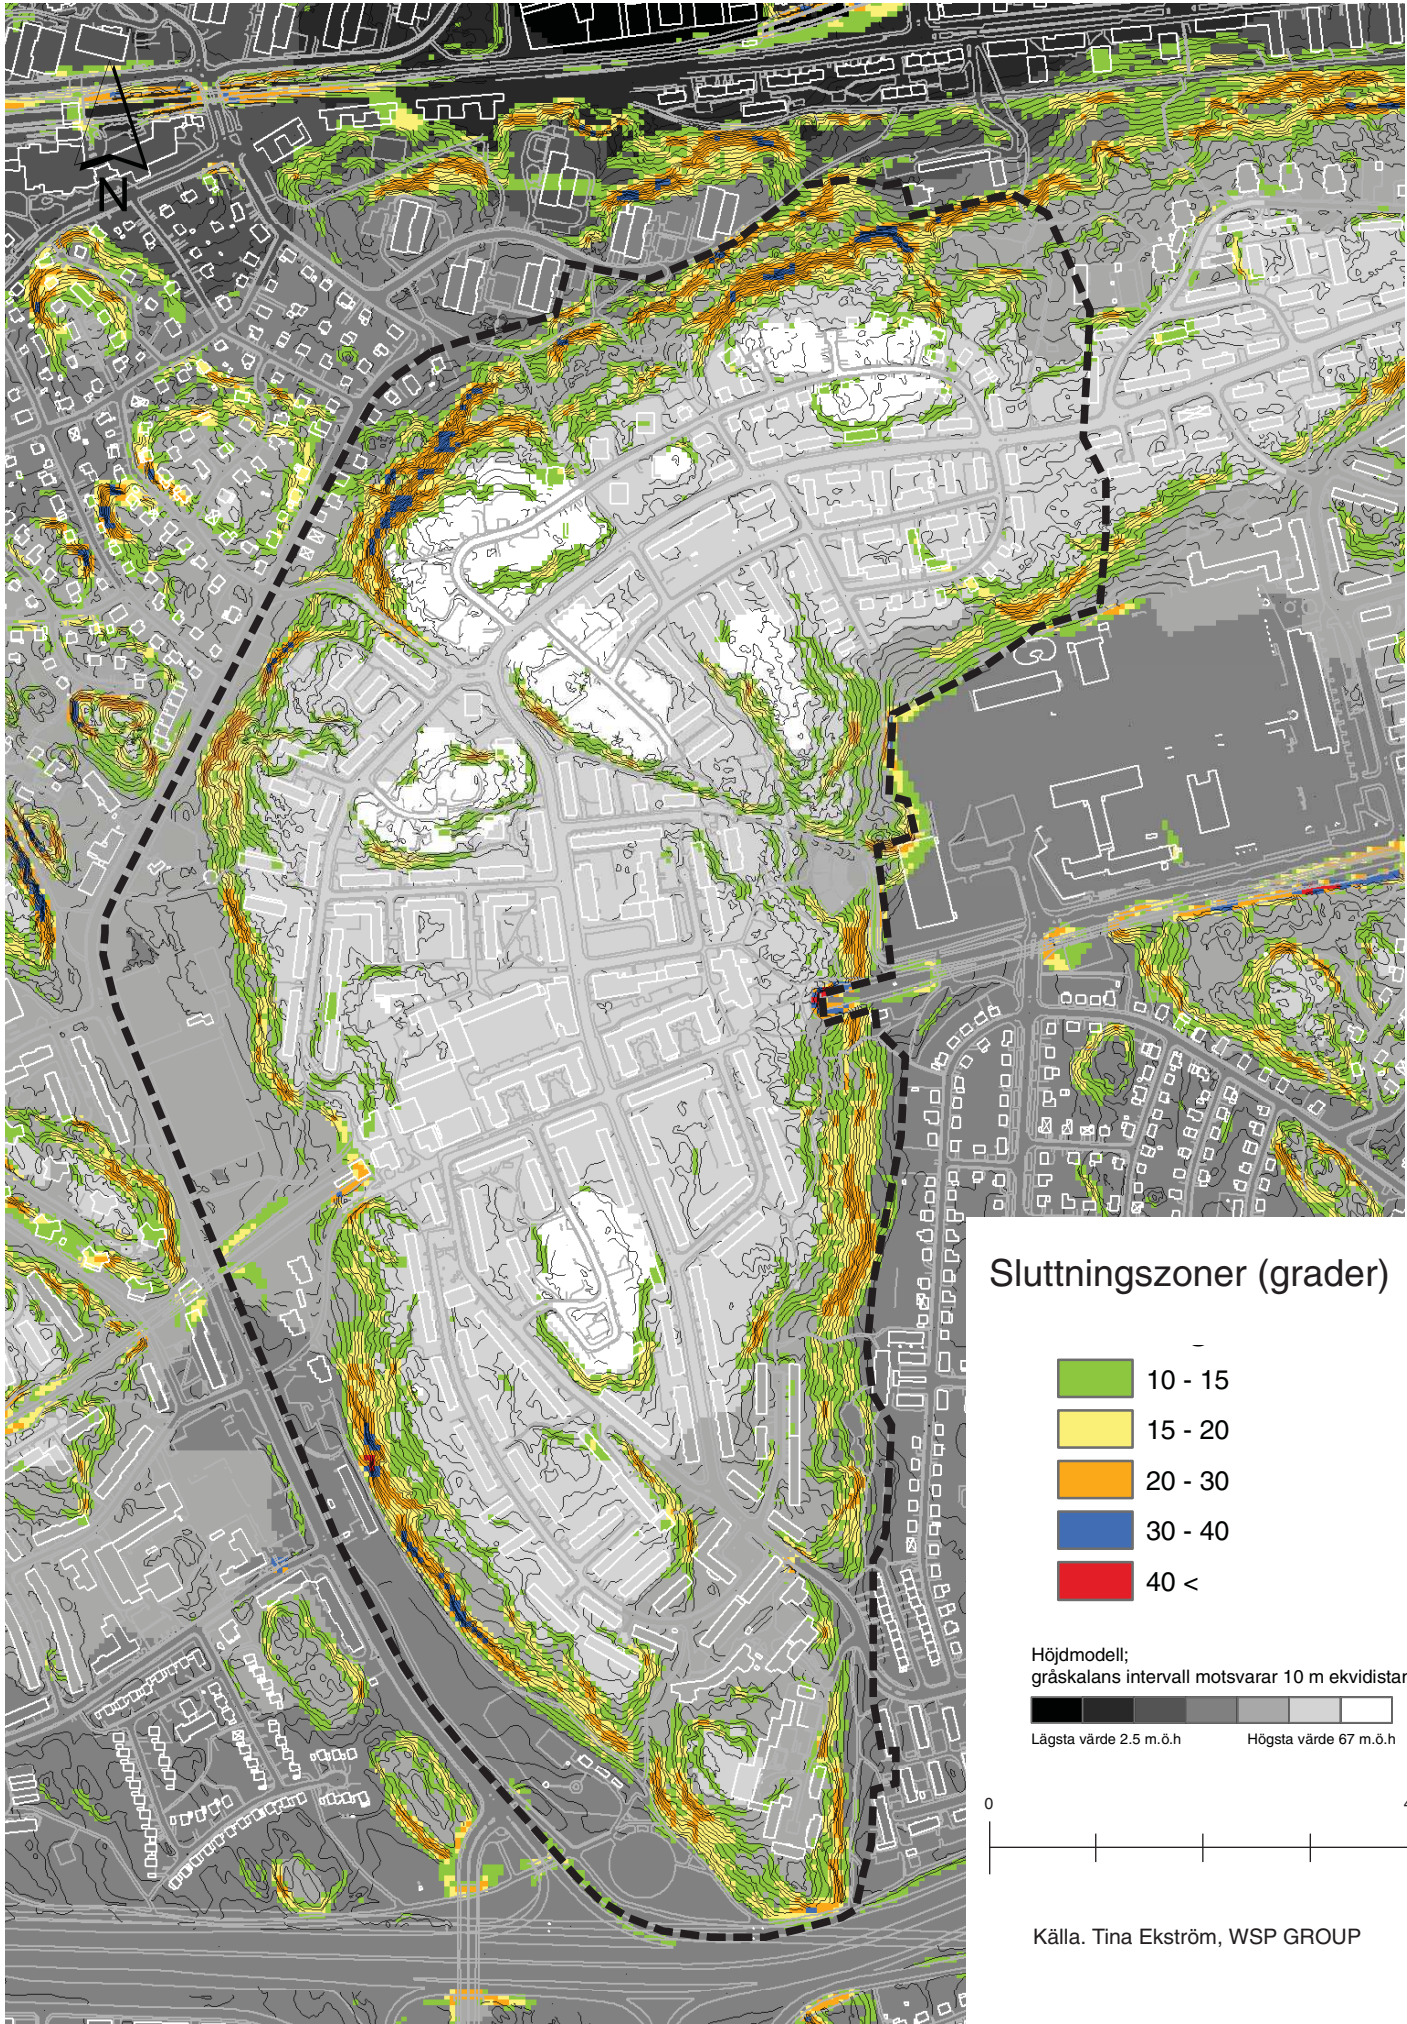 N
Sluttningszoner (grader)
10 - 15
15 - 20
20 - 30
30 - 40
40 <
Höjdmodell;
gråskalans intervall motsvarar 10 m ekvidistan
Lägsta värde 2.5 m.ö.h Högsta värde 67 m.ö.h
0 4
Källa. Tina Ekström, WSP GROUP